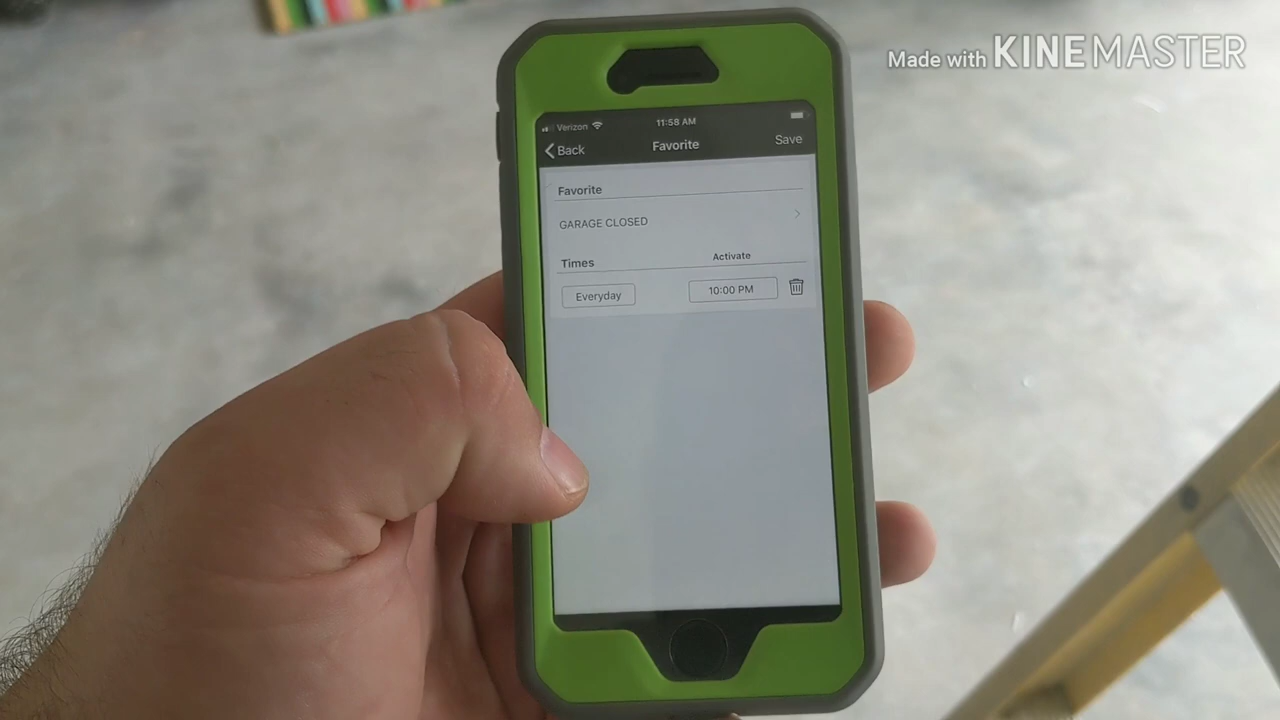 Made with KINEMASTER
Verizon 11:58 AM
Back Favorite Save
Favorite
GARAGE CLOSED
Times Activate
Everyday 10:00 PM